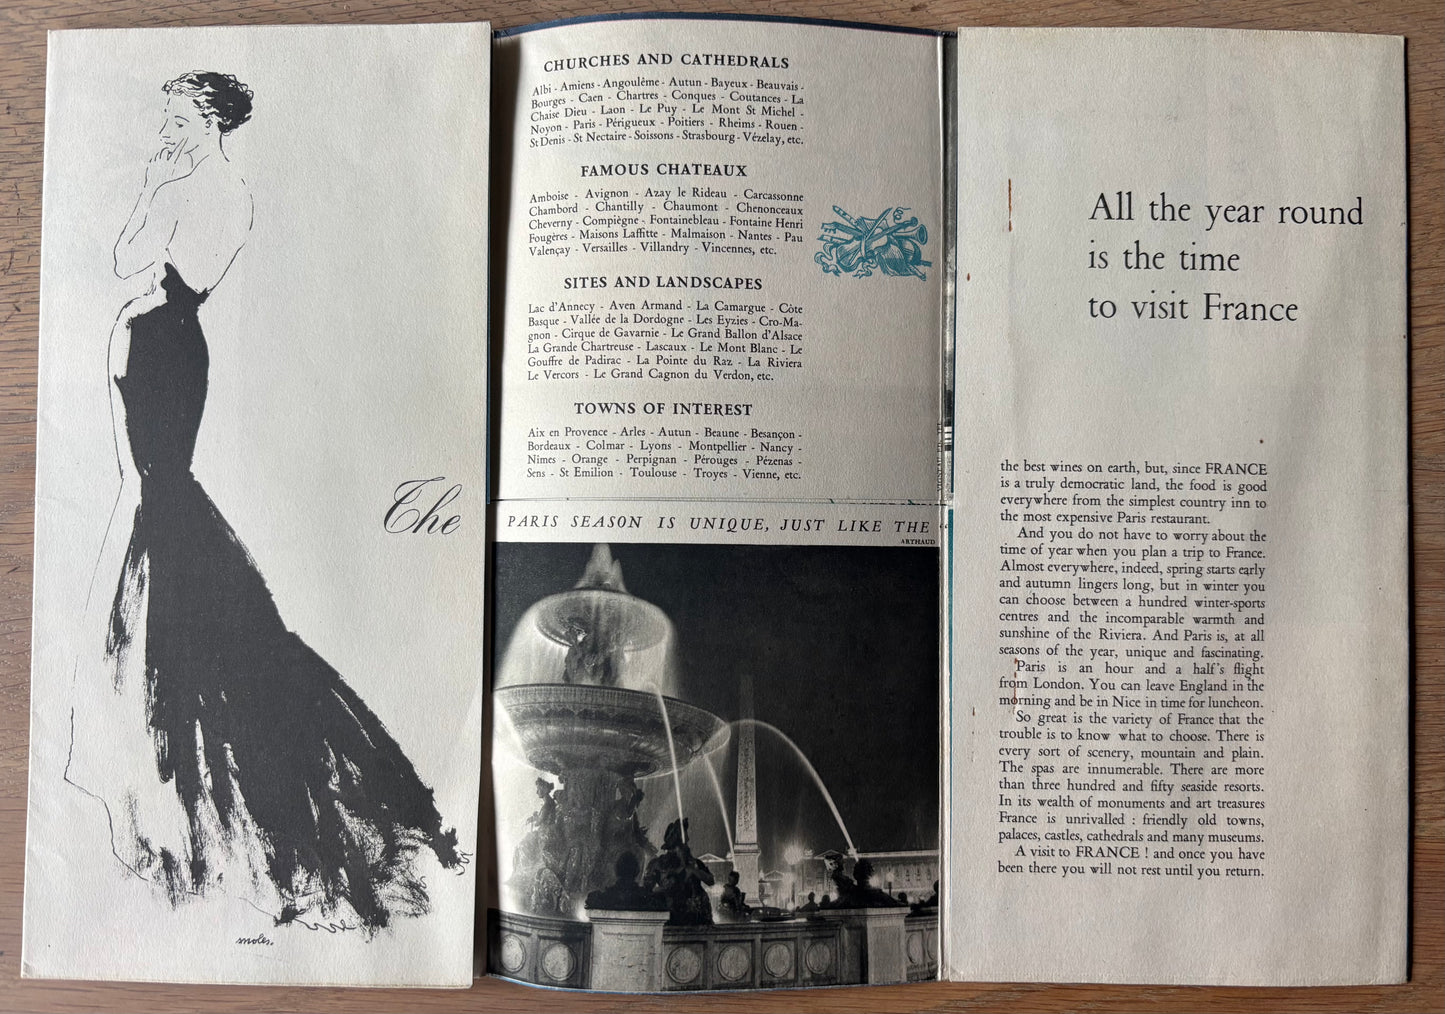 The
moles.
CHURCHES AND CATHEDRALS
Albi - Amiens - Angoulême - Autun - Bayeux - Beauvais -
Bourges - Caen - Chartres - Conques - Coutances - La
Chaise Dieu - Laon - Le Puy - Le Mont St Michel -
Noyon - Paris - Périgueux - Poitiers - Rheims - Rouen -
St Denis - St Nectaire - Soissons - Strasbourg - Vézelay, etc.
FAMOUS CHATEAUX
Amboise - Avignon - Azay le Rideau - Carcassonne
Chambord - Chantilly - Chaumont - Chenonceaux
Cheverny - Compiègne - Fontainebleau - Fontaine Henri
Fougères - Maisons Laffitte - Malmaison - Nantes - Pau
Valençay - Versailles - Villandry - Vincennes, etc.
SITES AND LANDSCAPES
Lac d'Annecy - Aven Armand - La Camargue - Côte
Basque - Vallée de la Dordogne - Les Eyzies - Cro-Ma-
gnon - Cirque de Gavarnie - Le Grand Ballon d'Alsace
La Grande Chartreuse - Lascaux - Le Mont Blanc - Le
Gouffre de Padirac - La Pointe du Raz - La Riviera
Le Vercors - Le Grand Cagnon du Verdon, etc.
TOWNS OF INTEREST
Aix en Provence - Arles - Autun - Beaune - Besançon -
Bordeaux - Colmar - Lyons - Montpellier - Nancy -
Nimes - Orange - Perpignan - Pérouges - Pézenas -
Sens - St Emilion - Toulouse - Troyes - Vienne, etc.
PARIS SEASON IS UNIQUE, JUST LIKE THE "
ARTHAUD
All the year round
is the time
to visit France
the best wines on earth, but, since FRANCE
is a truly democratic land, the food is good
everywhere from the simplest country inn to
the most expensive Paris restaurant.
And you do not have to worry about the
time of year when you plan a trip to France.
Almost everywhere, indeed, spring starts early
and autumn lingers long, but in winter you
can choose between a hundred winter-sports
centres and the incomparable warmth and
sunshine of the Riviera. And Paris is, at all
seasons of the year, unique and fascinating.
Paris is an hour and a half's flight
from London. You can leave England in the
morning and be in Nice in time for luncheon.
So great is the variety of France that the
trouble is to know what to choose. There is
every sort of scenery, mountain and plain.
The spas are innumerable. There are more
than three hundred and fifty seaside resorts.
In its wealth of monuments and art treasures
France is unrivalled : friendly old towns,
palaces, castles, cathedrals and many museums.
A visit to FRANCE ! and once you have
been there you will not rest until you return.